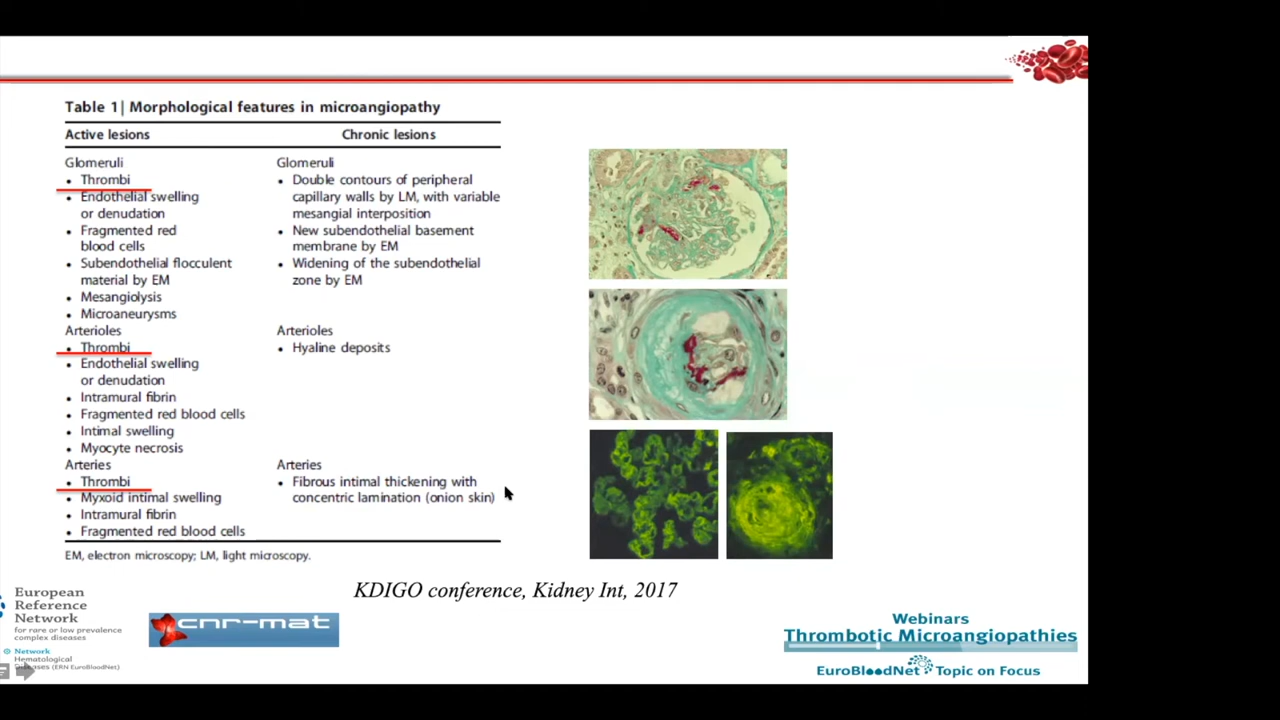 Table 1| Morphological features in microangiopathy
Active lesions
Chronic lesions
Glomeruli
• Thrombi
• Endothelial swelling
or denudation
• Fragmented red
blood cells
• Subendothelial flocculent
material by EM
• Mesangiolysis
• Microaneurysms
Glomeruli
• Double contours of peripheral
capillary walls by LM, with variable
mesangial interposition
• New subendothelial basement
membrane by EM
• Widening of the subendothelial
zone by EM
Arterioles
• Thrombi
• Endothelial swelling
or denudation
• Intramural fibrin
• Fragmented red blood cells
• Intimal swelling
• Myocyte necrosis
Arterioles
• Hyaline deposits
Arteries
• Thrombi
• Myxoid intimal swelling
• Intramural fibrin
• Fragmented red blood cells
Arteries
• Fibrous intimal thickening with
concentric lamination (onion skin)
EM, electron microscopy; LM, light microscopy.
KDIGO conference, Kidney Int, 2017
European
Reference
Network
for rare or low prevalence
complex diseases
Network
Hematological
Diseases (ERN EuroBloodNet)
cnr-mat
Webinars
Thrombotic Microangiopathies
EuroBloodNet Topic on Focus